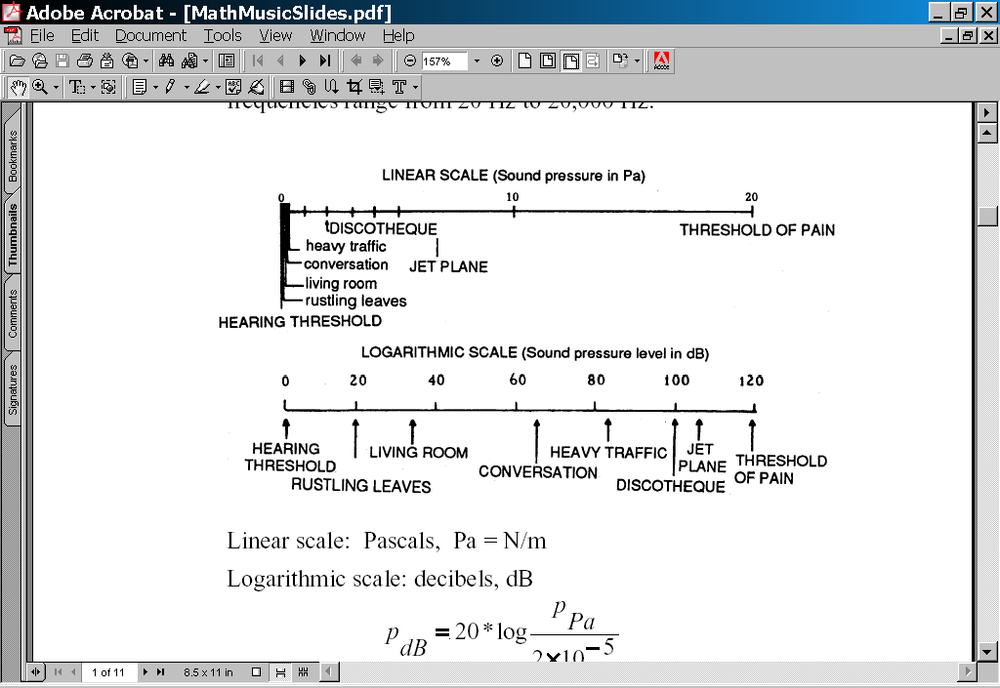 Adobe Acrobat - [MathMusicSlides.pdf]
File Edit Document Tools View Window Help
157%
Adobe
Bookmarks
Thumbnails
Comments
Signatures
frequencies range from 20 Hz to 20,000 Hz.
LINEAR SCALE (Sound pressure in Pa)
0 10 20
DISCOTHEQUE THRESHOLD OF PAIN
heavy traffic
conversation JET PLANE
living room
rustling leaves
HEARING THRESHOLD
LOGARITHMIC SCALE (Sound pressure level in dB)
0 20 40 60 80 100 120
HEARING THRESHOLD
RUSTLING LEAVES
LIVING ROOM
CONVERSATION
HEAVY TRAFFIC
DISCOTHEQUE
JET PLANE
THRESHOLD OF PAIN
Linear scale: Pascals, Pa = N/m
Logarithmic scale: decibels, dB
p dB = 20*log p Pa / 2×10 −5
1 of 11 8.5 x 11 in